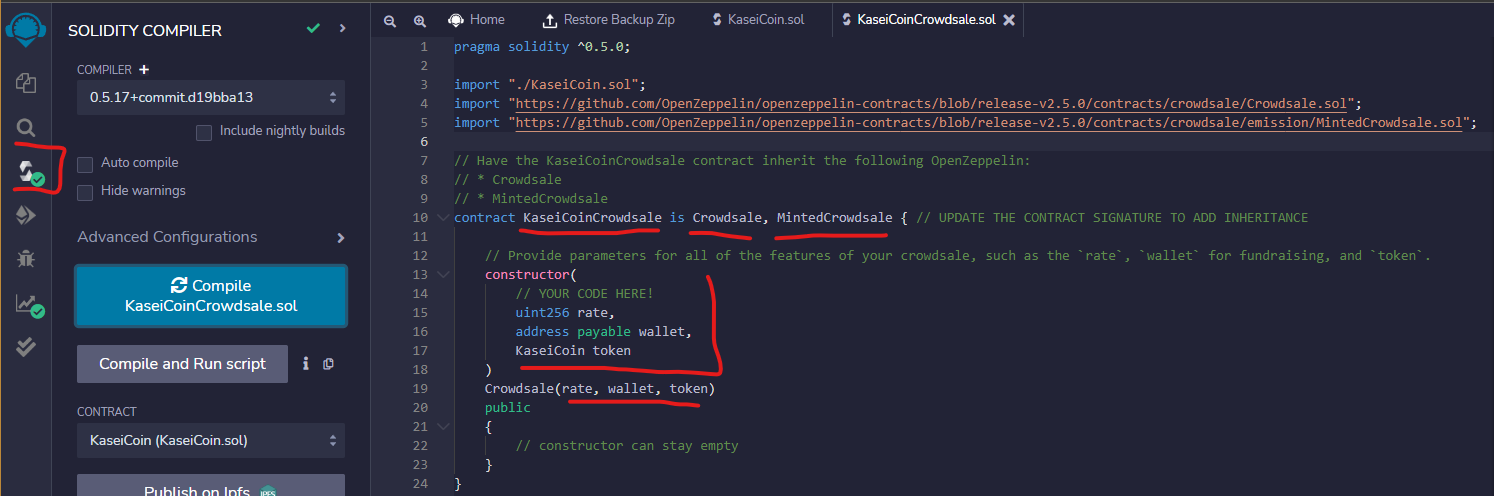 SOLIDITY COMPILER
COMPILER +
0.5.17+commit.d19bba13
Include nightly builds
Auto compile
Hide warnings
Advanced Configurations
Compile
KaseiCoinCrowdsale.sol
Compile and Run script
CONTRACT
KaseiCoin (KaseiCoin.sol)
Publish on Ipfs
IPFS
Home
Restore Backup Zip
KaseiCoin.sol
KaseiCoinCrowdsale.sol
1 pragma solidity ^0.5.0;
2
3 import "./KaseiCoin.sol";
4 import "https://github.com/OpenZeppelin/openzeppelin-contracts/blob/release-v2.5.0/contracts/crowdsale/Crowdsale.sol";
5 import "https://github.com/OpenZeppelin/openzeppelin-contracts/blob/release-v2.5.0/contracts/crowdsale/emission/MintedCrowdsale.sol";
6
7 // Have the KaseiCoinCrowdsale contract inherit the following OpenZeppelin:
8 // * Crowdsale
9 // * MintedCrowdsale
10 contract KaseiCoinCrowdsale is Crowdsale, MintedCrowdsale { // UPDATE THE CONTRACT SIGNATURE TO ADD INHERITANCE
11
12 // Provide parameters for all of the features of your crowdsale, such as the `rate`, `wallet` for fundraising, and `token`.
13 constructor(
14 // YOUR CODE HERE!
15 uint256 rate,
16 address payable wallet,
17 KaseiCoin token
18 )
19 Crowdsale(rate, wallet, token)
20 public
21 {
22 // constructor can stay empty
23 }
24 }